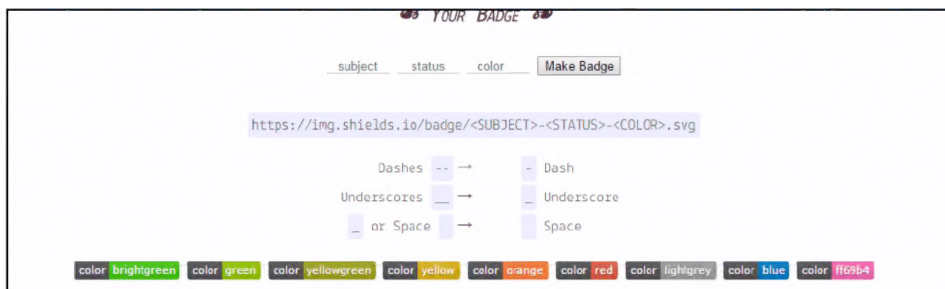 YOUR BADGE
subject status color Make Badge
https://img.shields.io/badge/<SUBJECT>-<STATUS>-<COLOR>.svg
Dashes -- → - Dash
Underscores __ → _ Underscore
_ or Space → Space
color brightgreen color green color yellowgreen color yellow color orange color red color lightgrey color blue color ff69b4